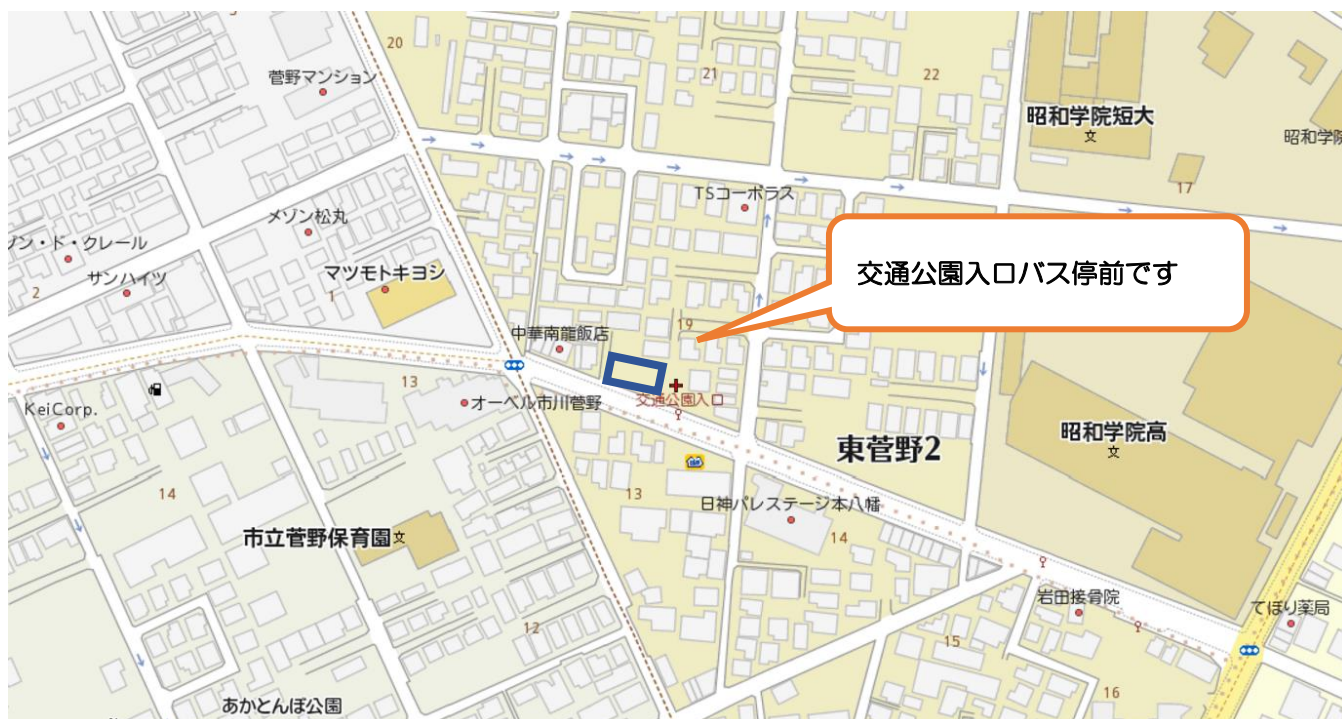 20
菅野マンション
21
22
昭和学院短大
文
昭和学院
17
TSコーポラス
メゾン松丸
ゾン・ド・クレール
サンハイツ
2
1
マツモトキヨシ
交通公園入口バス停前です
19
中華南龍飯店
交通公園入口
13
オーベル市川菅野
KeiCorp.
東菅野2
昭和学院高
文
14
13
日神パレステージ本八幡
14
市立菅野保育園
文
岩田接骨院
てほり薬局
12
15
16
あかとんぼ公園